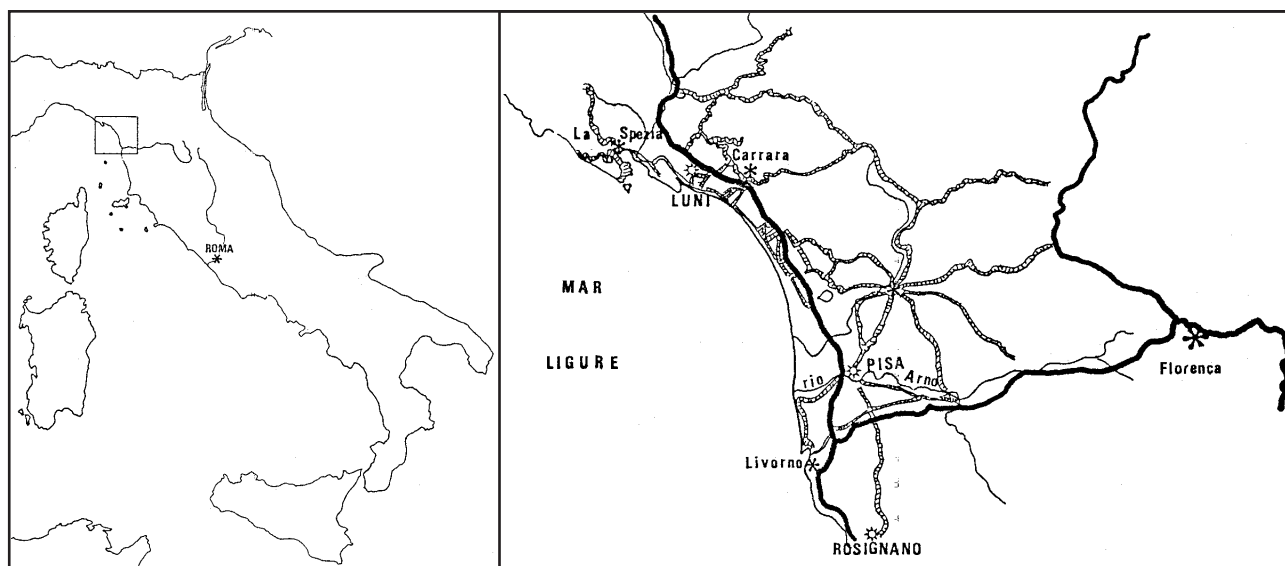 ROMA
La Spezia
Carrara
LUNI
MAR
LIGURE
PISA
rio Arno
Florença
Livorno
ROSIGNANO